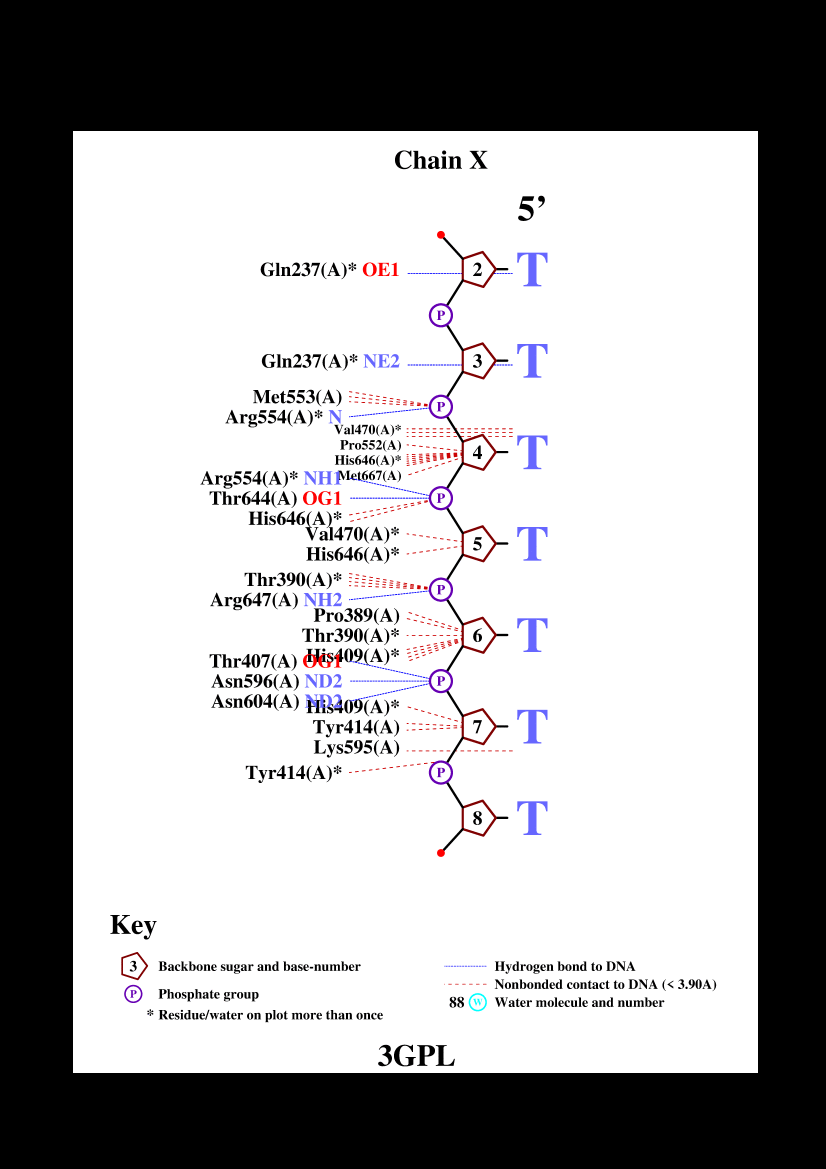 Chain X
5’
Gln237(A)* OE1 2 T
P
Gln237(A)* NE2 3 T
Met553(A)
P
Arg554(A)* N
Val470(A)*
Pro552(A)
4 T
His646(A)*
Met667(A)
Arg554(A)* NH1
Thr644(A) OG1 P
His646(A)*
Val470(A)*
5 T
His646(A)*
Thr390(A)*
P
Arg647(A) NH2
Pro389(A)
Thr390(A)* 6 T
His409(A)*
Thr407(A) OG1
Asn596(A) ND2 P
Asn604(A) ND2
His409(A)*
Tyr414(A) 7 T
Lys595(A)
Tyr414(A)* P
8 T
Key
3 Backbone sugar and base-number
P Phosphate group
* Residue/water on plot more than once
Hydrogen bond to DNA
Nonbonded contact to DNA (< 3.90A)
88 W Water molecule and number
3GPL